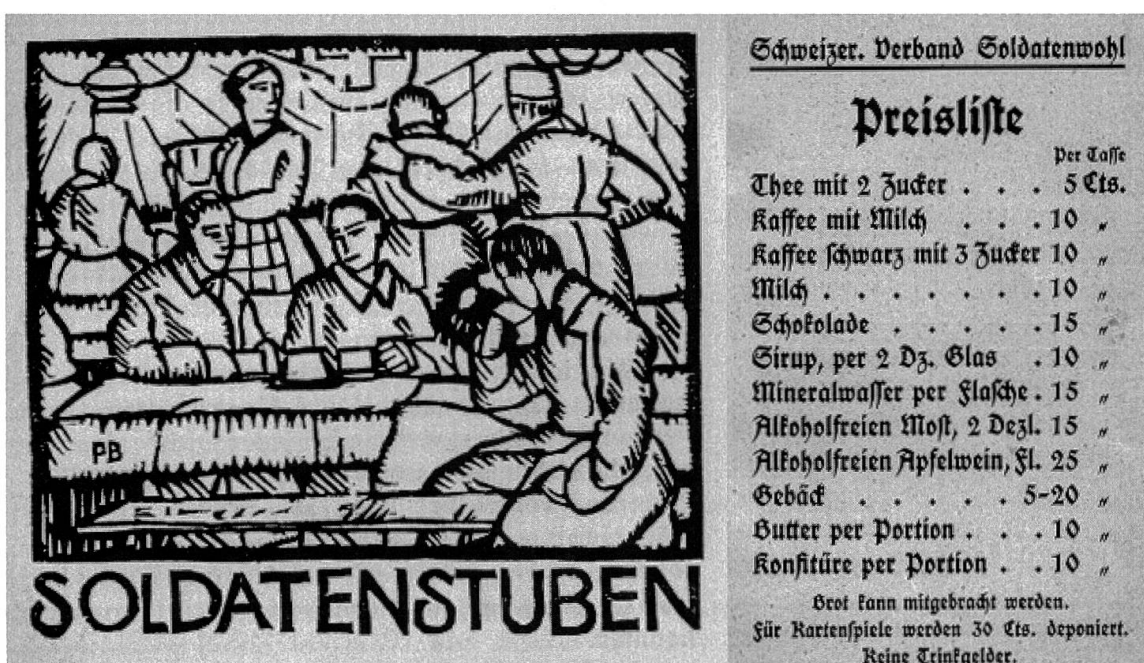 PB
SOLDATENSTUBEN
Schweizer. Verband Soldatenwohl
Preisliste
Per Tasse
Thee mit 2 Zucker . . . 5 Cts.
Kaffee mit Milch . . . 10 „
Kaffee schwarz mit 3 Zucker 10 „
Milch . . . . . . . 10 „
Schokolade . . . . . 15 „
Sirup, per 2 Dz. Glas . 10 „
Mineralwasser per Flasche . 15 „
Alkoholfreien Most, 2 Dezl. 15 „
Alkoholfreien Apfelwein, Fl. 25 „
Gebäck . . . . . 5-20 „
Butter per Portion . . . 10 „
Konfitüre per Portion . . 10 „
Brot kann mitgebracht werden.
Für Kartenspiele werden 30 Cts. deponiert.
Keine Trinkgelder.